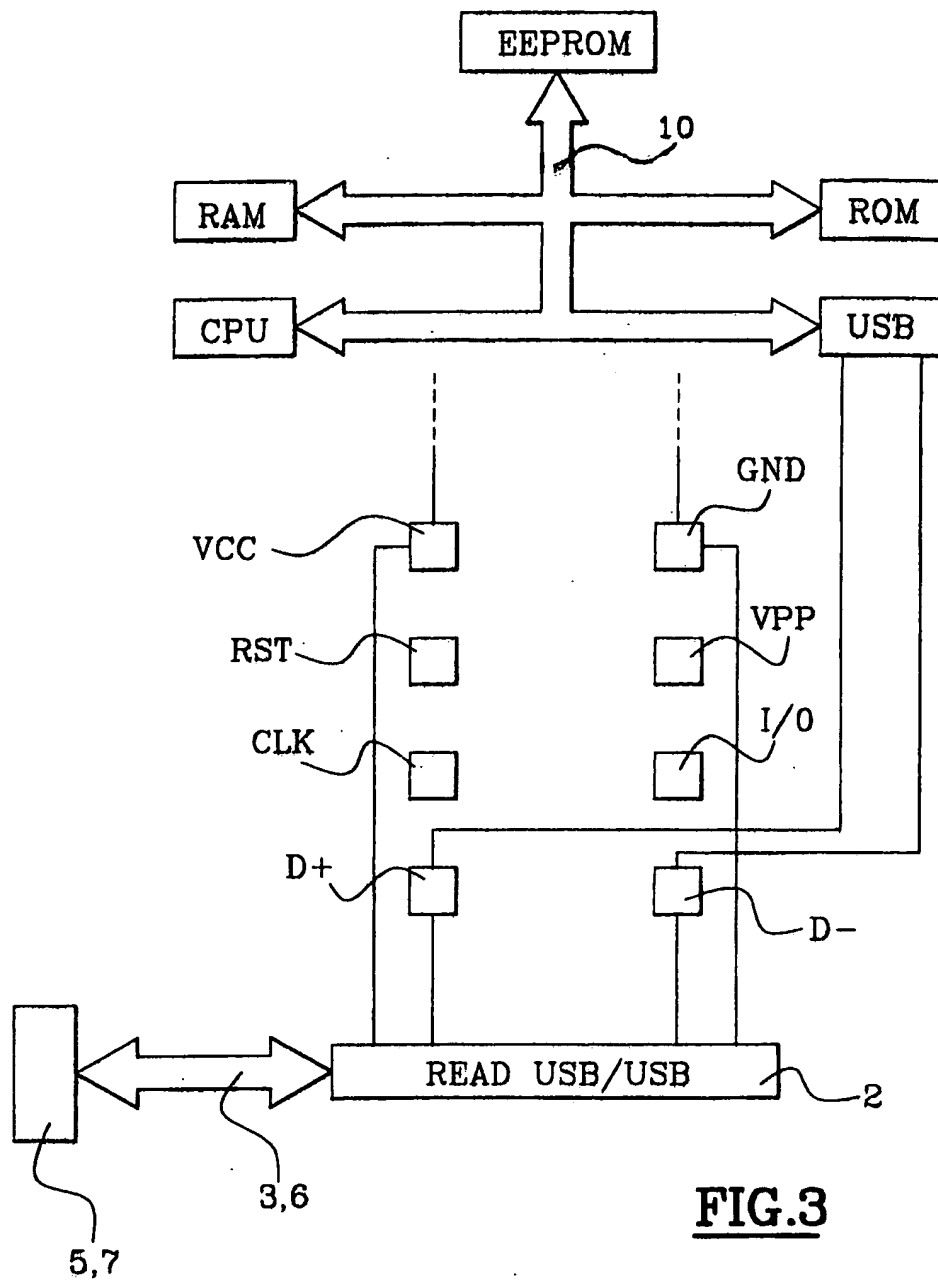 EEPROM
10
RAM
ROM
CPU
USB
GND
VCC
VPP
RST
I/O
CLK
D+
D-
READ USB/USB
2
3,6
5,7
FIG.3